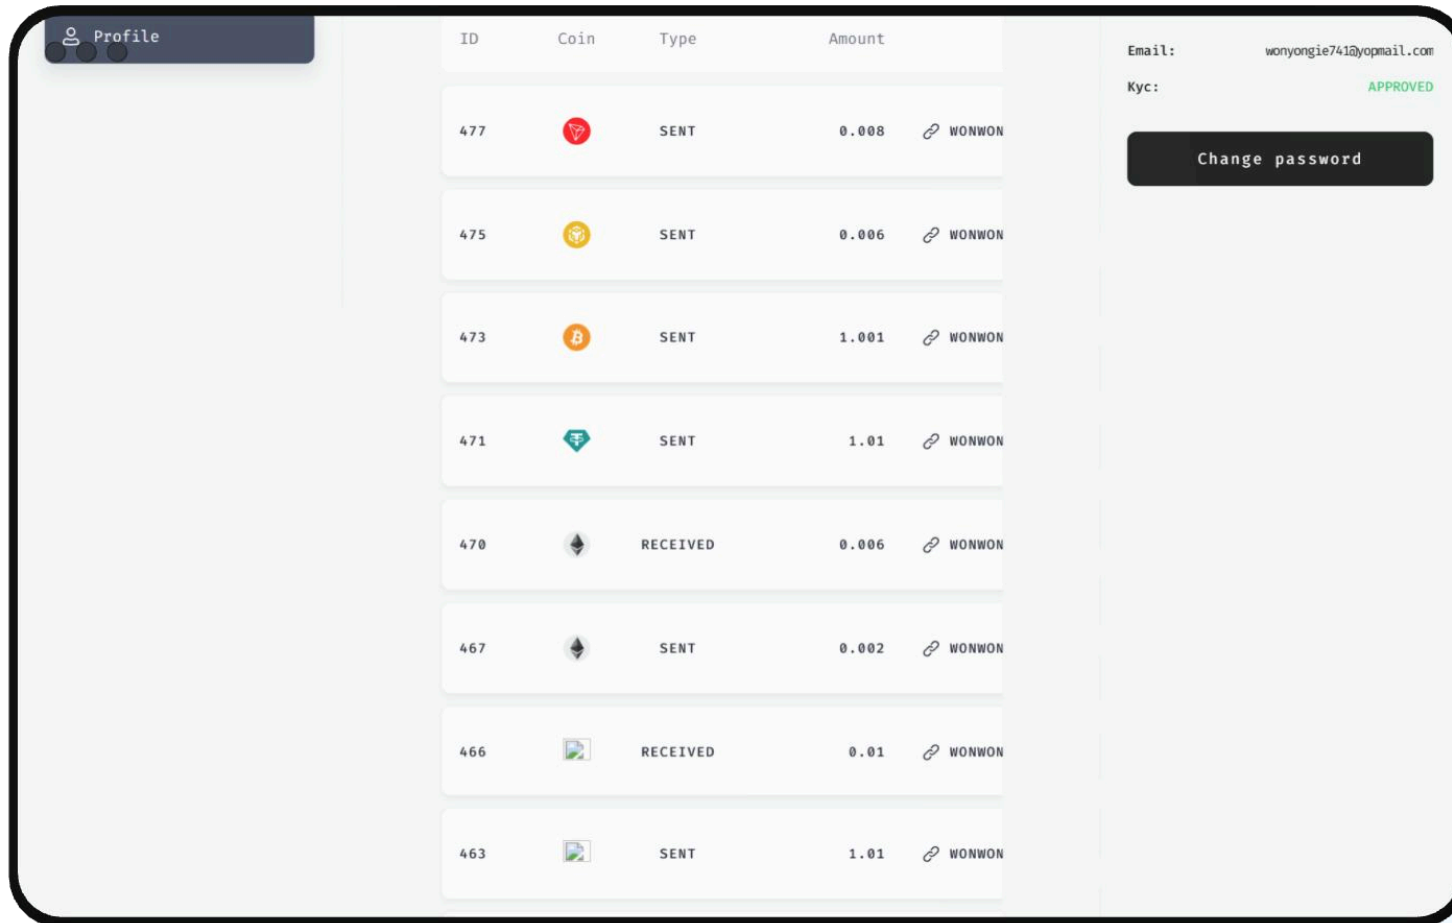 Profile
ID Coin Type Amount
477 SENT 0.008 WONWON
475 SENT 0.006 WONWON
473 SENT 1.001 WONWON
471 SENT 1.01 WONWON
470 RECEIVED 0.006 WONWON
467 SENT 0.002 WONWON
466 RECEIVED 0.01 WONWON
463 SENT 1.01 WONWON
Email: wonyongie741@yopmail.com
Kyc: APPROVED
Change password